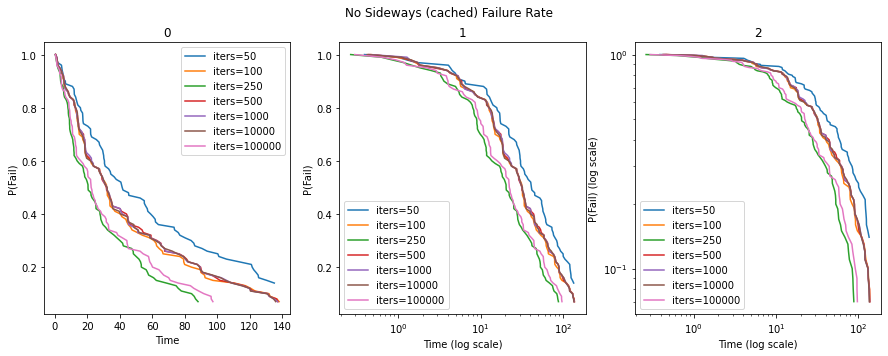 No Sideways (cached) Failure Rate
0
P(Fail)
1.0
0.8
0.6
0.4
0.2
iters=50
iters=100
iters=250
iters=500
iters=1000
iters=10000
iters=100000
0 20 40 60 80 100 120 140
Time
1
P(Fail)
1.0
0.8
0.6
0.4
0.2
iters=50
iters=100
iters=250
iters=500
iters=1000
iters=10000
iters=100000
10⁰ 10¹ 10²
Time (log scale)
2
P(Fail) (log scale)
10⁰
10⁻¹
iters=50
iters=100
iters=250
iters=500
iters=1000
iters=10000
iters=100000
10⁰ 10¹ 10²
Time (log scale)